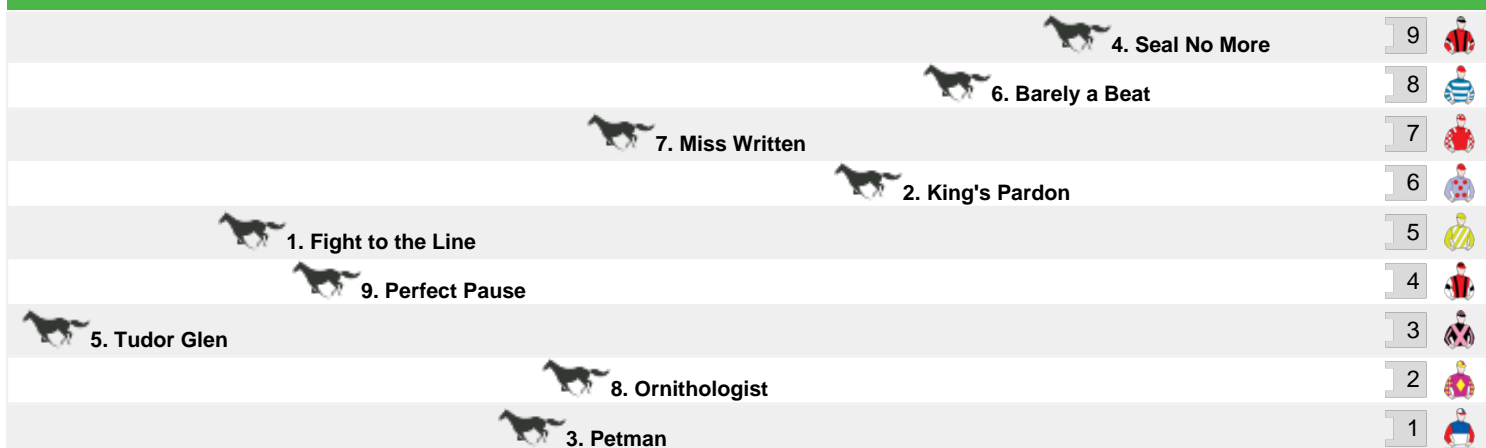 4. Seal No More 9
6. Barely a Beat 8
7. Miss Written 7
2. King's Pardon 6
1. Fight to the Line 5
9. Perfect Pause 4
5. Tudor Glen 3
8. Ornithologist 2
3. Petman 1